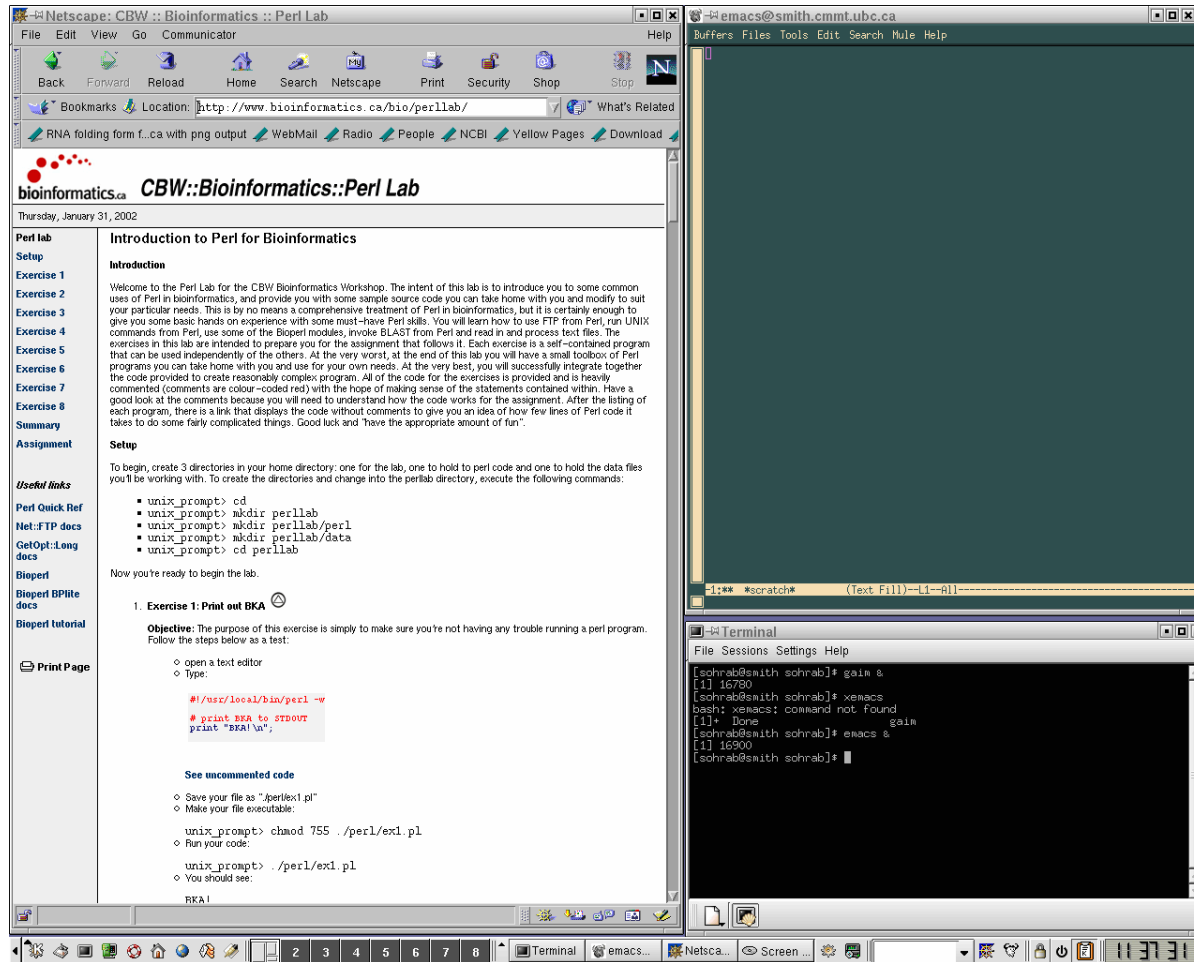 Netscape: CBW :: Bioinformatics :: Perl Lab
File Edit View Go Communicator Help
Back Forward Reload Home Search Netscape Print Security Shop Stop
My
N
Bookmarks Location: http://www.bioinformatics.ca/bio/perllab/ What's Related
RNA folding form f...ca with png output WebMail Radio People NCBI Yellow Pages Download
bioinformatics.ca CBW::Bioinformatics::Perl Lab
Thursday, January 31, 2002
Perl lab
Setup
Exercise 1
Exercise 2
Exercise 3
Exercise 4
Exercise 5
Exercise 6
Exercise 7
Exercise 8
Summary
Assignment
Useful links
Perl Quick Ref
Net::FTP docs
GetOpt::Long
docs
Bioperl
Bioperl BPlite
docs
Bioperl tutorial
Print Page
Introduction to Perl for Bioinformatics
Introduction
Welcome to the Perl Lab for the CBW Bioinformatics Workshop. The intent of this lab is to introduce you to some common
uses of Perl in bioinformatics, and provide you with some sample source code you can take home with you and modify to suit
your particular needs. This is by no means a comprehensive treatment of Perl in bioinformatics, but it is certainly enough to
give you some basic hands on experience with some must-have Perl skills. You will learn how to use FTP from Perl, run UNIX
commands from Perl, use some of the Bioperl modules, invoke BLAST from Perl and read in and process text files. The
exercises in this lab are intended to prepare you for the assignment that follows it. Each exercise is a self-contained program
that can be used independently of the others. At the very worst, at the end of this lab you will have a small toolbox of Perl
programs you can take home with you and use for your own needs. At the very best, you will successfully integrate together
the code provided to create reasonably complex program. All of the code for the exercises is provided and is heavily
commented (comments are colour-coded red) with the hope of making sense of the statements contained within. Have a
good look at the comments because you will need to understand how the code works for the assignment. After the listing of
each program, there is a link that displays the code without comments to give you an idea of how few lines of Perl code it
takes to do some fairly complicated things. Good luck and "have the appropriate amount of fun".
Setup
To begin, create 3 directories in your home directory: one for the lab, one to hold to perl code and one to hold the data files
you'll be working with. To create the directories and change into the perllab directory, execute the following commands:
unix_prompt> cd
unix_prompt> mkdir perllab
unix_prompt> mkdir perllab/perl
unix_prompt> mkdir perllab/data
unix_prompt> cd perllab
Now you're ready to begin the lab.
1. Exercise 1: Print out BKA
Objective: The purpose of this exercise is simply to make sure you're not having any trouble running a perl program.
Follow the steps below as a test:
open a text editor
Type:
#!/usr/local/bin/perl -w
# print BKA to STDOUT
print "BKA!\n";
See uncommented code
Save your file as "./perl/ex1.pl"
Make your file executable:
unix_prompt> chmod 755 ./perl/ex1.pl
Run your code:
unix_prompt> ./perl/ex1.pl
You should see:
BKA!
emacs@smith.cmmt.ubc.ca
Buffers Files Tools Edit Search Mule Help
-1:** *scratch* (Text Fill)--L1--All
Terminal
File Sessions Settings Help
[sohrab@smith sohrab]# gaim &
[1] 16780
[sohrab@smith sohrab]# xemacs
bash: xemacs: command not found
[1]+ Done gaim
[sohrab@smith sohrab]# emacs &
[1] 16900
[sohrab@smith sohrab]#
2 3 4 5 6 7 8 Terminal emacs... Netsca... Screen ... 11 37 31